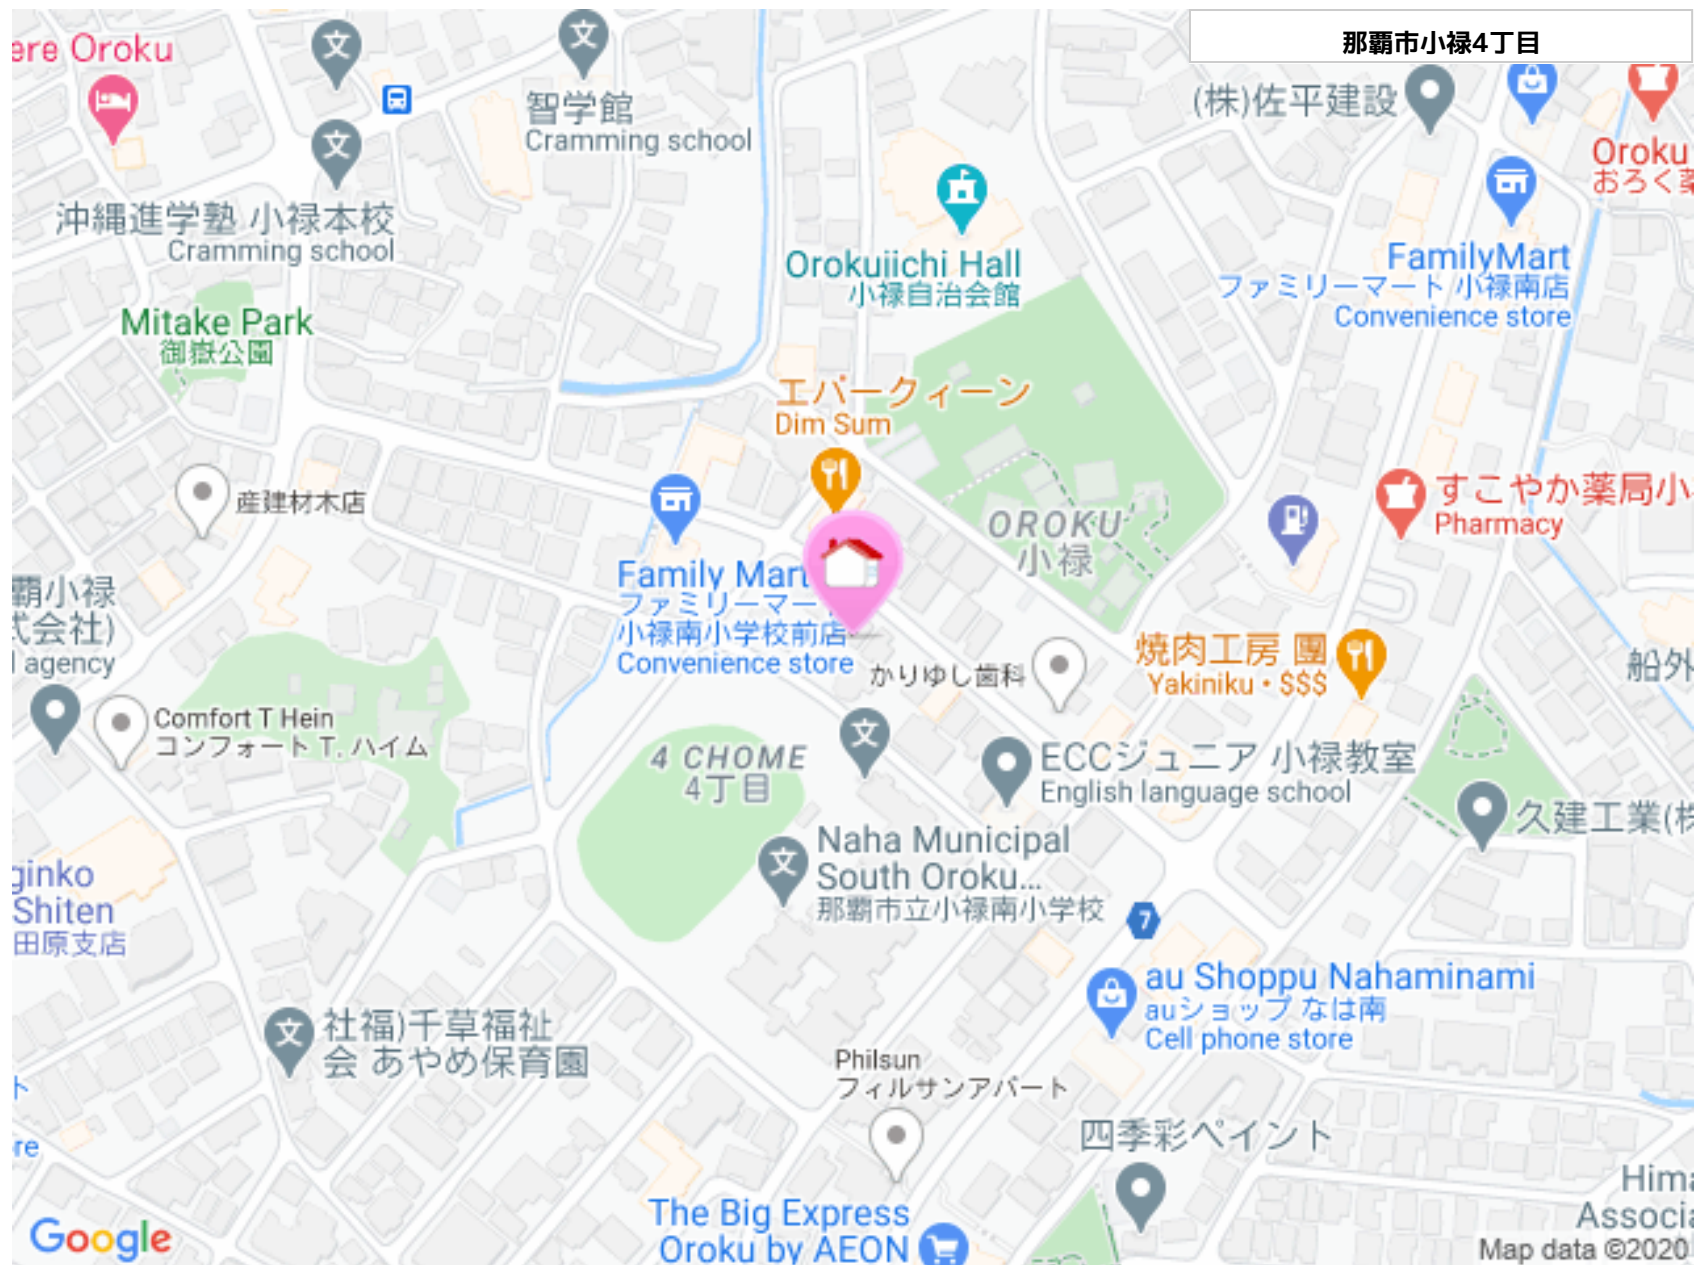 那覇市小禄4丁目
ere Oroku
智学館
Cramming school
(株)佐平建設
Oroku
おろく薬
沖縄進学塾 小禄本校
Cramming school
Orokujichi Hall
小禄自治会館
FamilyMart
ファミリーマート 小禄南店
Convenience store
Mitake Park
御嶽公園
エパークィーン
Dim Sum
産建材木店
すこやか薬局小
Pharmacy
OROKU
小禄
Family Mart
ファミリーマート
小禄南小学校前店
Convenience store
覇小禄
式会社)
l agency
焼肉工房 團
Yakiniku • $$$
かりゆし歯科
船外
Comfort T Hein
コンフォート T. ハイム
4 CHOME
4丁目
ECCジュニア 小禄教室
English language school
久建工業(株
Naha Municipal
South Oroku...
那覇市立小禄南小学校
ginko
Shiten
田原支店
7
au Shoppu Nahaminami
auショップ なは南
Cell phone store
社福)千草福祉
会 あやめ保育園
Philsun
フィルサンアパート
ト
re
四季彩ペイント
The Big Express
Oroku by AEON
Hima
Associa
Google
Map data ©2020